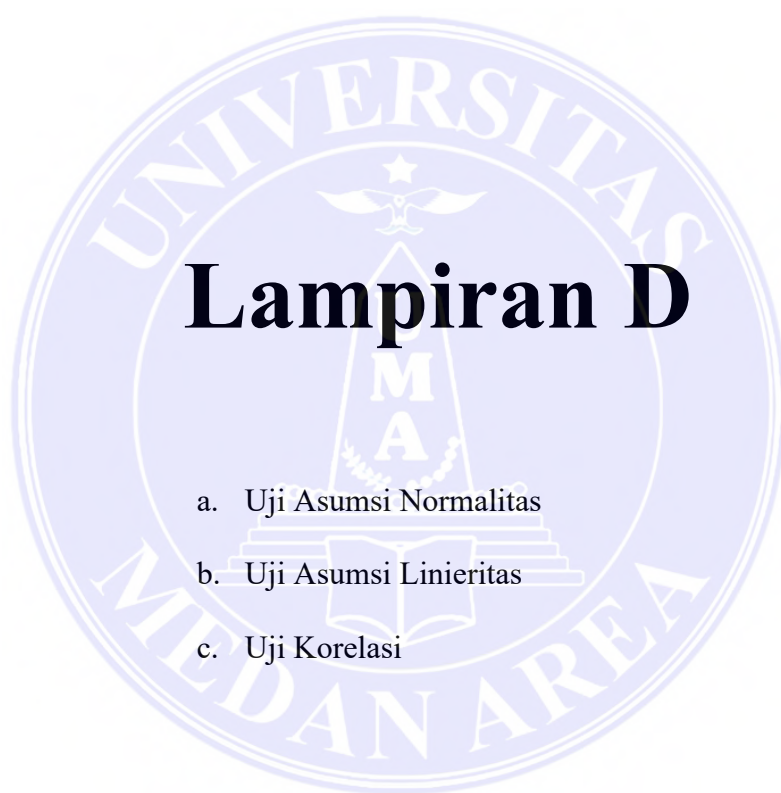 UNIVERSITAS
Lampiran D
U
M
A
a. Uji Asumsi Normalitas
b. Uji Asumsi Linieritas
c. Uji Korelasi
MEDAN AREA